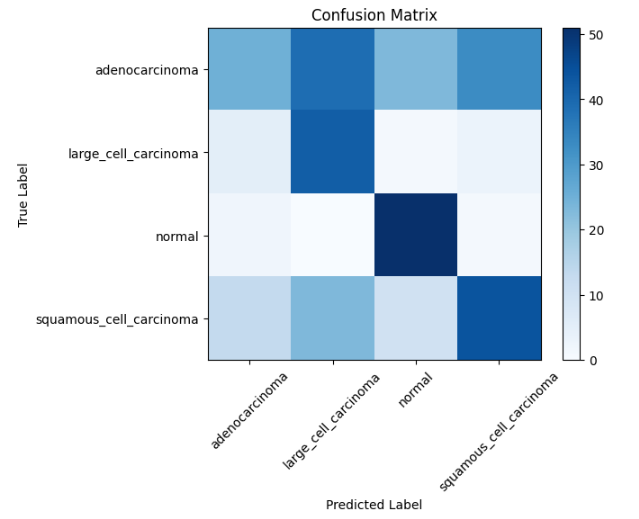 Confusion Matrix
adenocarcinoma
large_cell_carcinoma
normal
squamous_cell_carcinoma
True Label
adenocarcinoma
large_cell_carcinoma
normal
squamous_cell_carcinoma
Predicted Label
50
40
30
20
10
0